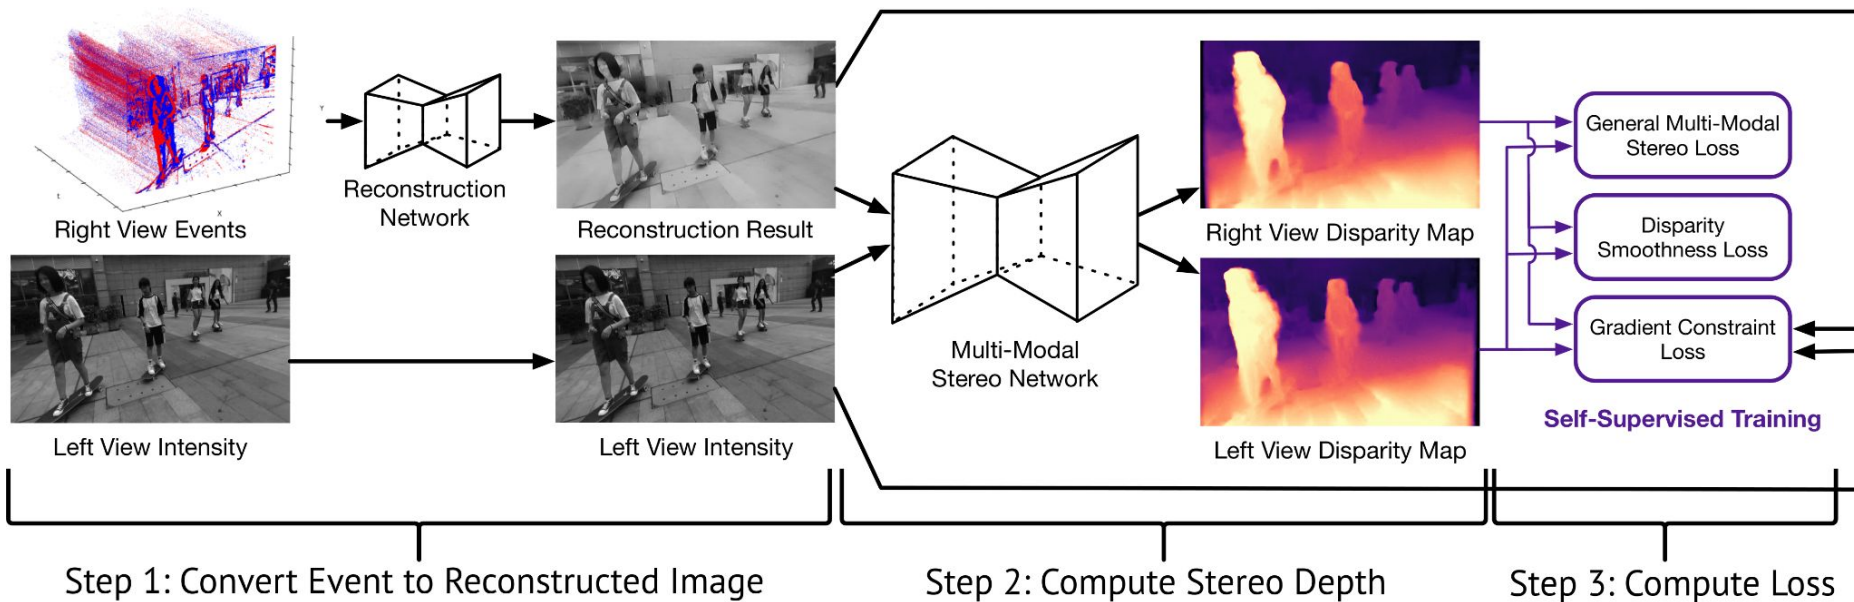 Y
t
x
Right View Events
Reconstruction
Network
Reconstruction Result
Left View Intensity
Left View Intensity
Multi-Modal
Stereo Network
Right View Disparity Map
Left View Disparity Map
General Multi-Modal
Stereo Loss
Disparity
Smoothness Loss
Gradient Constraint
Loss
Self-Supervised Training
Step 1: Convert Event to Reconstructed Image
Step 2: Compute Stereo Depth
Step 3: Compute Loss